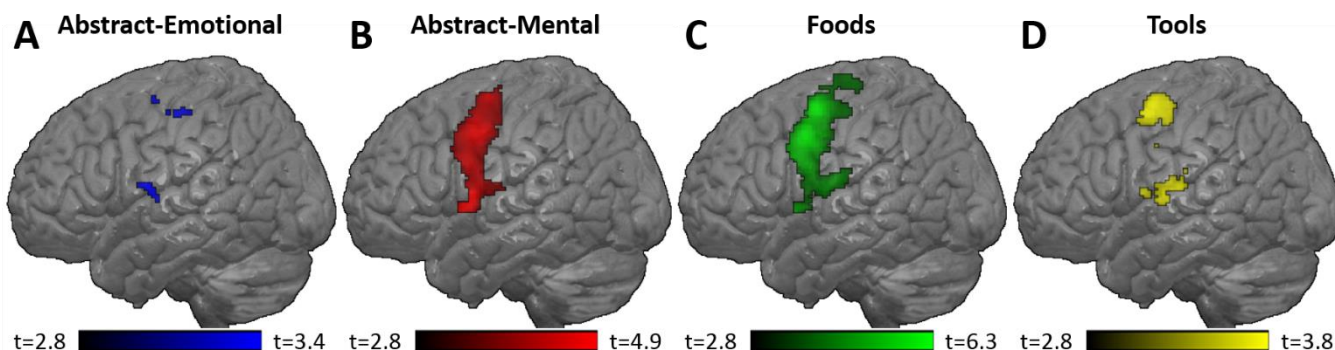 A Abstract-Emotional
B Abstract-Mental
C Foods
D Tools
t=2.8 t=3.4
t=2.8 t=4.9
t=2.8 t=6.3
t=2.8 t=3.8